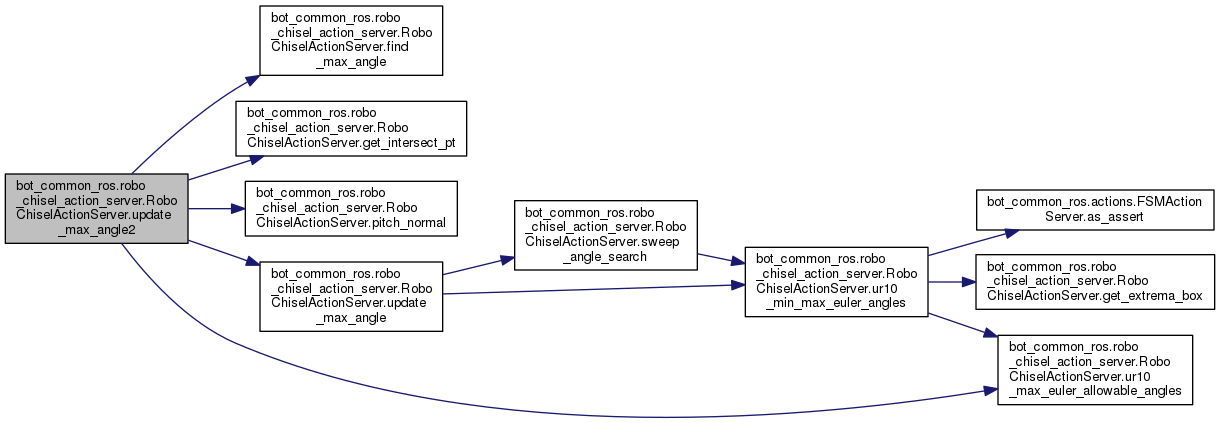 bot_common_ros.robo
_chisel_action_server.Robo
ChiselActionServer.find
_max_angle
bot_common_ros.robo
_chisel_action_server.Robo
ChiselActionServer.get_intersect_pt
bot_common_ros.robo
_chisel_action_server.Robo
ChiselActionServer.update
_max_angle2
bot_common_ros.robo
_chisel_action_server.Robo
ChiselActionServer.pitch_normal
bot_common_ros.robo
_chisel_action_server.Robo
ChiselActionServer.update
_max_angle
bot_common_ros.robo
_chisel_action_server.Robo
ChiselActionServer.sweep
_angle_search
bot_common_ros.robo
_chisel_action_server.Robo
ChiselActionServer.ur10
_min_max_euler_angles
bot_common_ros.actions.FSMAction
Server.as_assert
bot_common_ros.robo
_chisel_action_server.Robo
ChiselActionServer.get_extrema_box
bot_common_ros.robo
_chisel_action_server.Robo
ChiselActionServer.ur10
_max_euler_allowable_angles